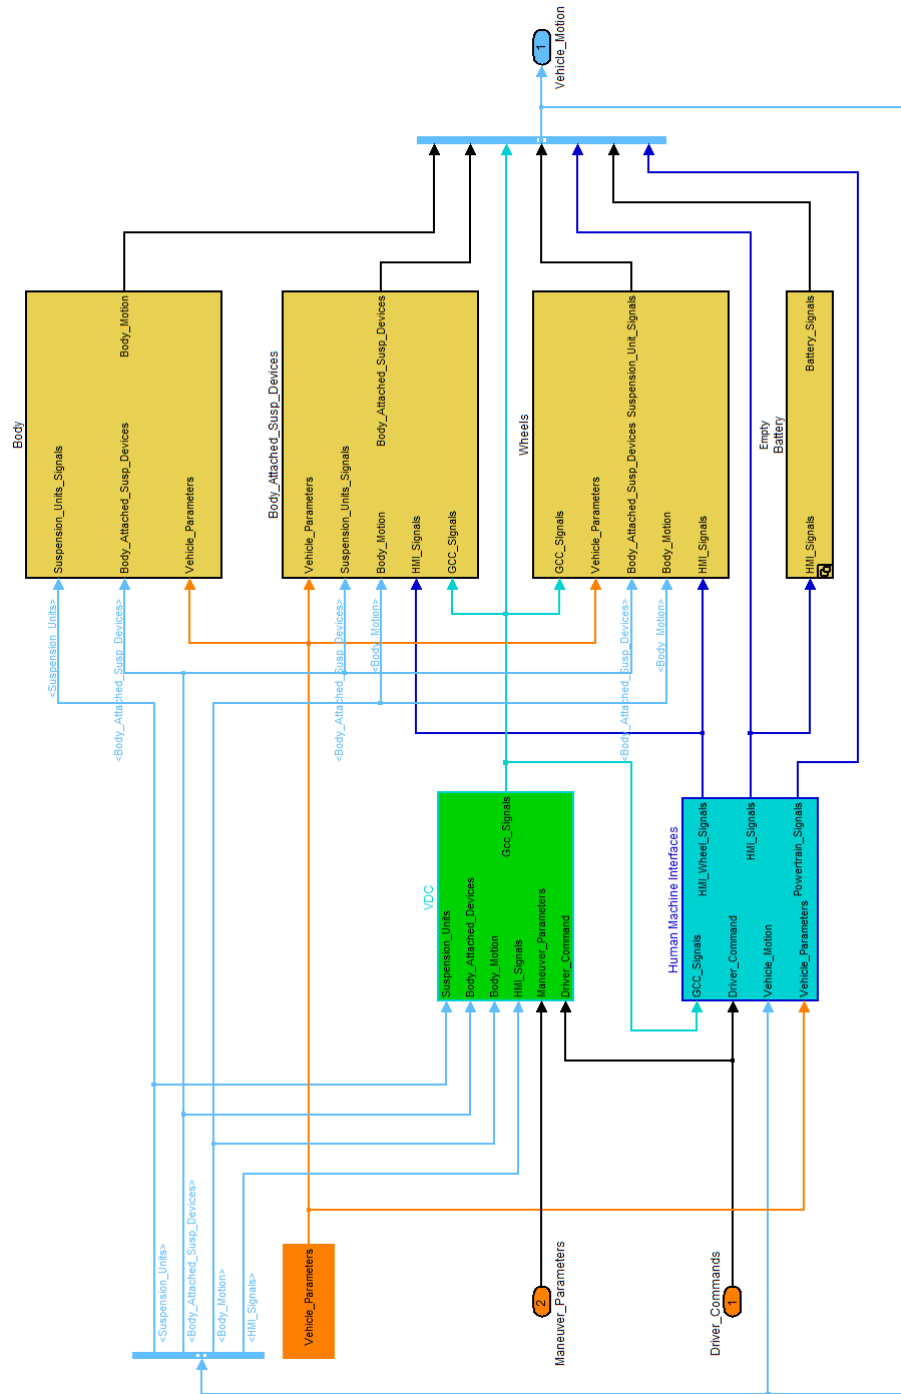 <Suspension_Units>
<Body_Attached_Susp_Devices>
<Body_Motion>
<HMI_Signals>
Vehicle_Parameters
2
Maneuver_Parameters
1
Driver_Commands
VDC
Suspension_Units
Body_Attached_Devices
Body_Motion
HMI_Signals
Maneuver_Parameters
Driver_Command
Gcc_Signals
Human Machine Interfaces
GCC_Signals
Driver_Command
Vehicle_Motion
Vehicle_Parameters
HMI_Wheel_Signals
HMI_Signals
Powertrain_Signals
<Suspension_Units>
<Body_Attached_Susp_Devices>
<Body_Attached_Susp_Devices>
<Body_Motion>
<Body_Attached_Susp_Devices>
<Body_Motion>
Body
Suspension_Units_Signals
Body_Attached_Susp_Devices
Vehicle_Parameters
Body_Motion
Body_Attached_Susp_Devices
Vehicle_Parameters
Suspension_Units_Signals
Body_Motion
HMI_Signals
GCC_Signals
Body_Attached_Susp_Devices
Wheels
GCC_Signals
Vehicle_Parameters
Body_Attached_Susp_Devices
Suspension_Unit_Signals
Body_Motion
HMI_Signals
Empty
Battery
HMI_Signals
Battery_Signals
1
Vehicle_Motion